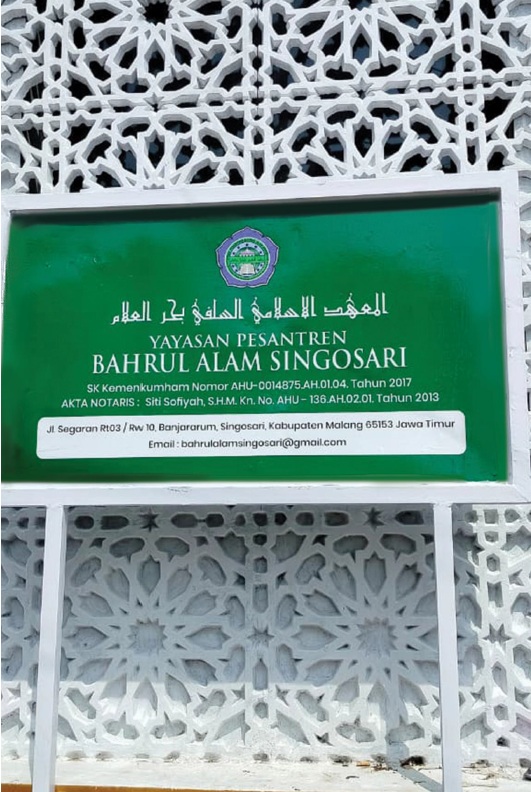 المعهد الاسلامي السلفي بحر العلام
YAYASAN PESANTREN
BAHRUL ALAM SINGOSARI
SK Kemenkumham Nomor AHU-0014875.AH.01.04. Tahun 2017
AKTA NOTARIS : Siti Sofiyah, S.H.M. Kn. No. AHU - 136.AH.02.01. Tahun 2013
Jl. Segaran Rt03 / Rw 10, Banjararum, Singosari, Kabupaten Malang 65153 Jawa Timur
Email : bahrulalamsingosari@gmail.com